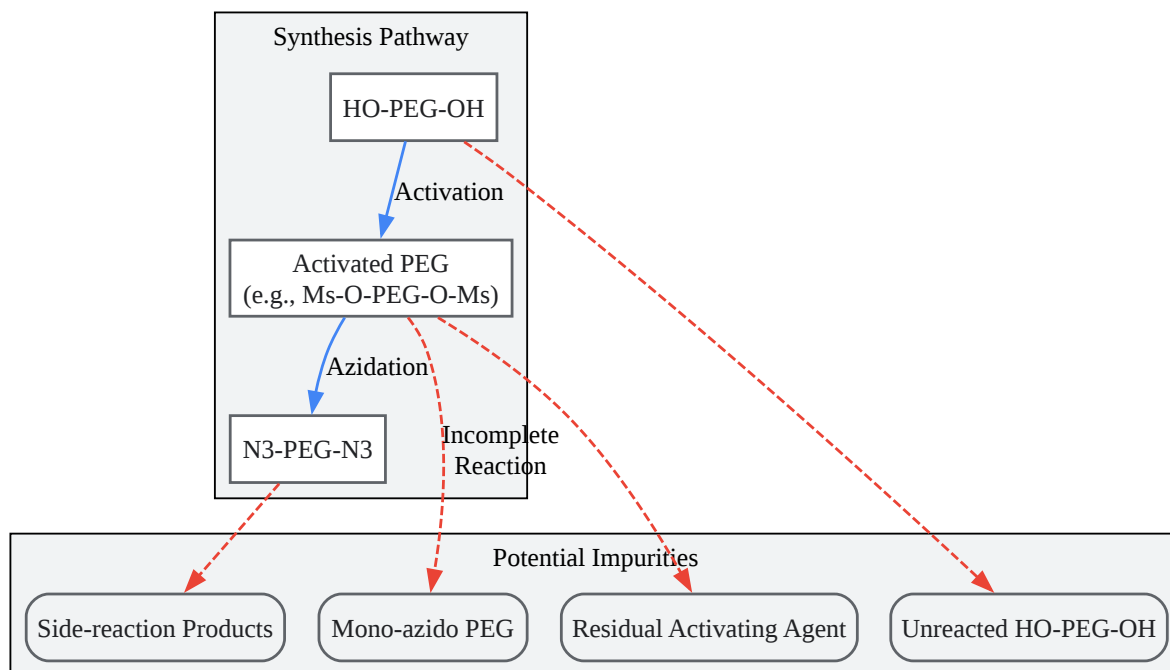 Synthesis Pathway
HO-PEG-OH
Activation
Activated PEG
(e.g., Ms-O-PEG-O-Ms)
Azidation
N3-PEG-N3
Incomplete
Reaction
Potential Impurities
Side-reaction Products
Mono-azido PEG
Residual Activating Agent
Unreacted HO-PEG-OH